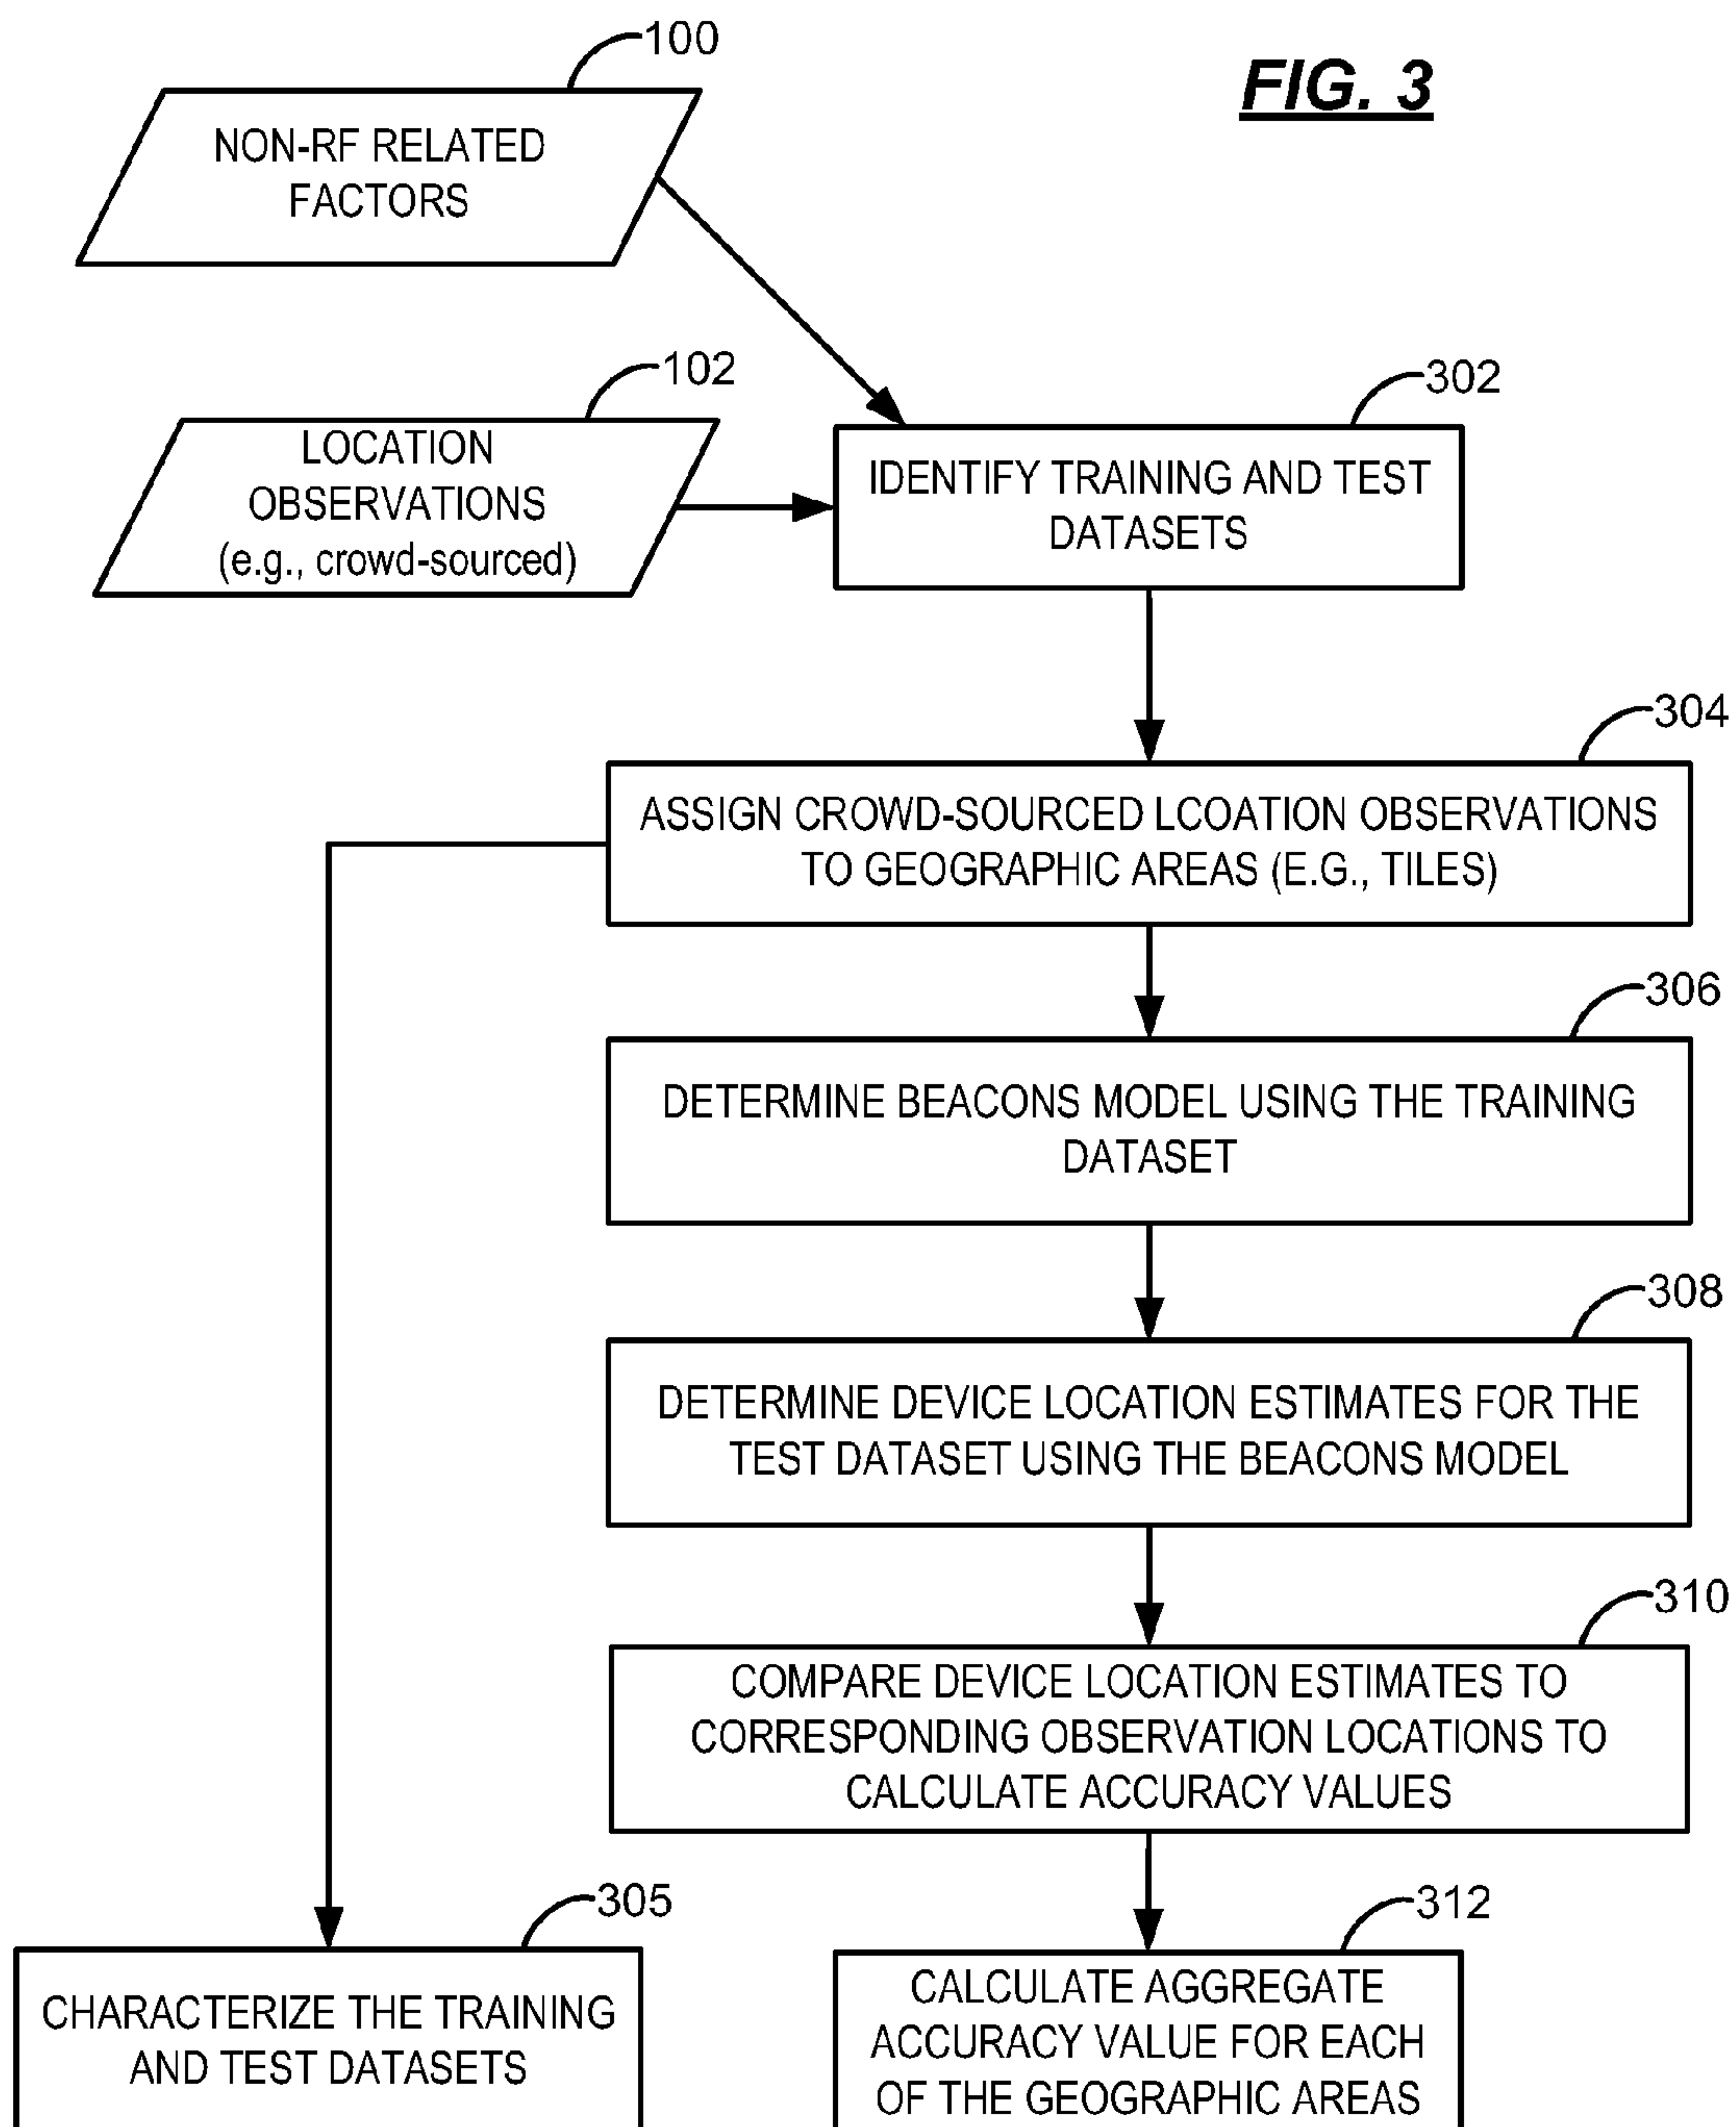 100
FIG. 3
NON-RF RELATED
FACTORS
102
LOCATION
OBSERVATIONS
(e.g., crowd-sourced)
302
IDENTIFY TRAINING AND TEST
DATASETS
304
ASSIGN CROWD-SOURCED LCOATION OBSERVATIONS
TO GEOGRAPHIC AREAS (E.G., TILES)
306
DETERMINE BEACONS MODEL USING THE TRAINING
DATASET
308
DETERMINE DEVICE LOCATION ESTIMATES FOR THE
TEST DATASET USING THE BEACONS MODEL
310
COMPARE DEVICE LOCATION ESTIMATES TO
CORRESPONDING OBSERVATION LOCATIONS TO
CALCULATE ACCURACY VALUES
305
CHARACTERIZE THE TRAINING
AND TEST DATASETS
312
CALCULATE AGGREGATE
ACCURACY VALUE FOR EACH
OF THE GEOGRAPHIC AREAS